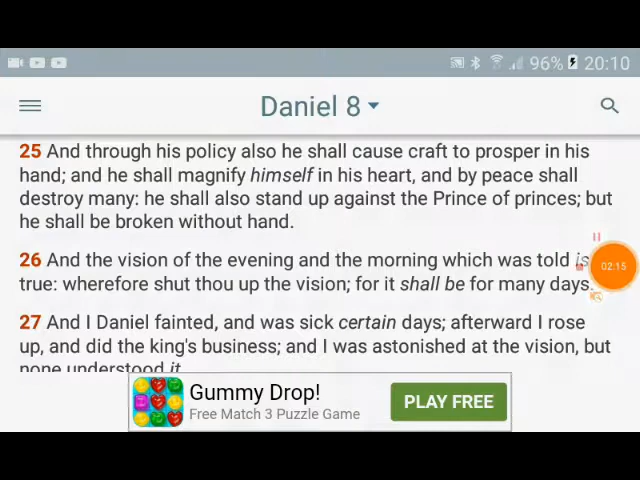 96% 20:10
Daniel 8
25 And through his policy also he shall cause craft to prosper in his
hand; and he shall magnify himself in his heart, and by peace shall
destroy many: he shall also stand up against the Prince of princes; but
he shall be broken without hand.
26 And the vision of the evening and the morning which was told is
true: wherefore shut thou up the vision; for it shall be for many days.
02:15
27 And I Daniel fainted, and was sick certain days; afterward I rose
up, and did the king's business; and I was astonished at the vision, but
none understood it
Gummy Drop!
Free Match 3 Puzzle Game
PLAY FREE